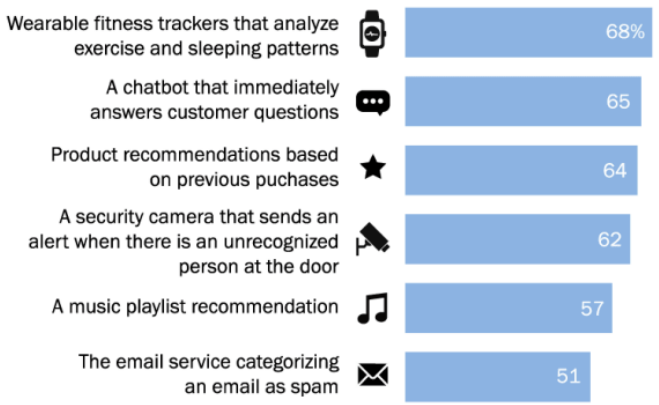 Wearable fitness trackers that analyze
exercise and sleeping patterns
68%
A chatbot that immediately
answers customer questions
65
Product recommendations based
on previous puchases
64
A security camera that sends an
alert when there is an unrecognized
person at the door
62
A music playlist recommendation
57
The email service categorizing
an email as spam
51